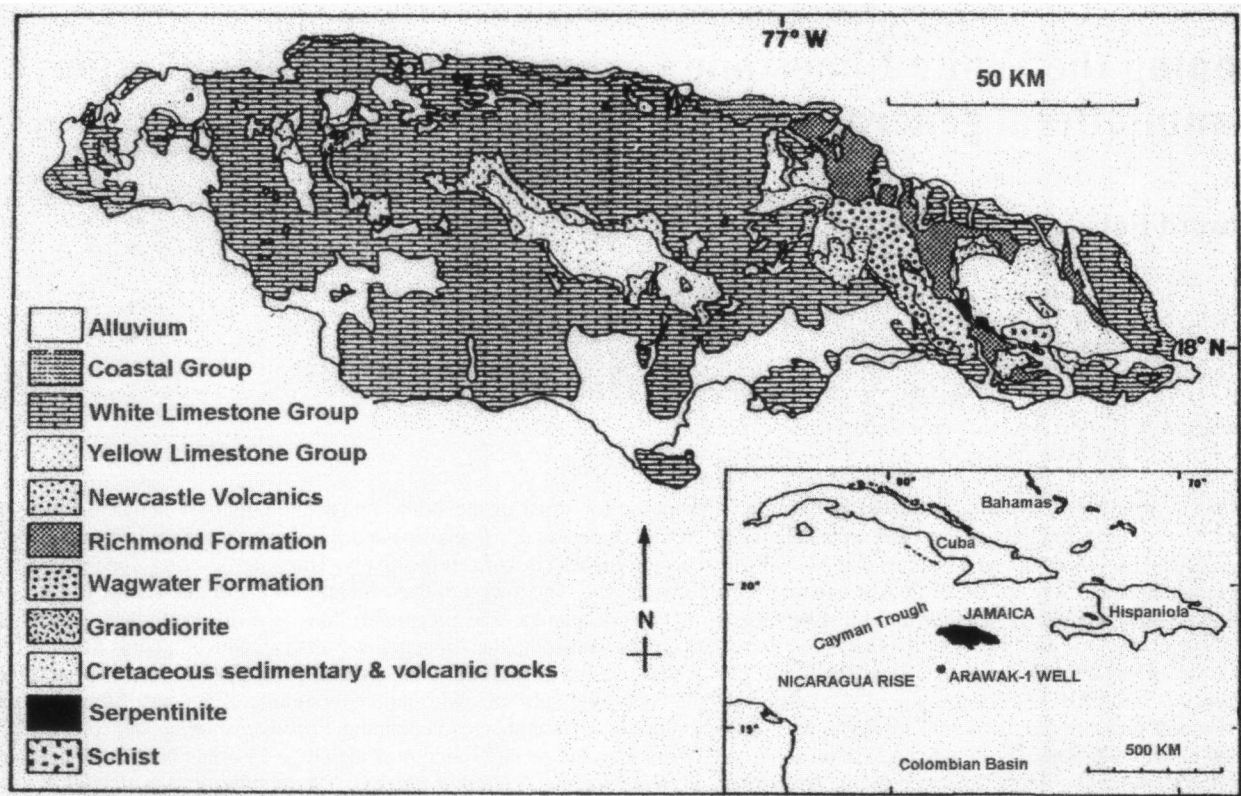 77° W
50 KM
18° N
Alluvium
Coastal Group
White Limestone Group
Yellow Limestone Group
Newcastle Volcanics
Richmond Formation
Wagwater Formation
Granodiorite
Cretaceous sedimentary & volcanic rocks
Serpentinite
Schist
N
80°
70°
Bahamas
Cuba
20°
JAMAICA
Hispaniola
Cayman Trough
NICARAGUA RISE
ARAWAK-1 WELL
15°
500 KM
Colombian Basin